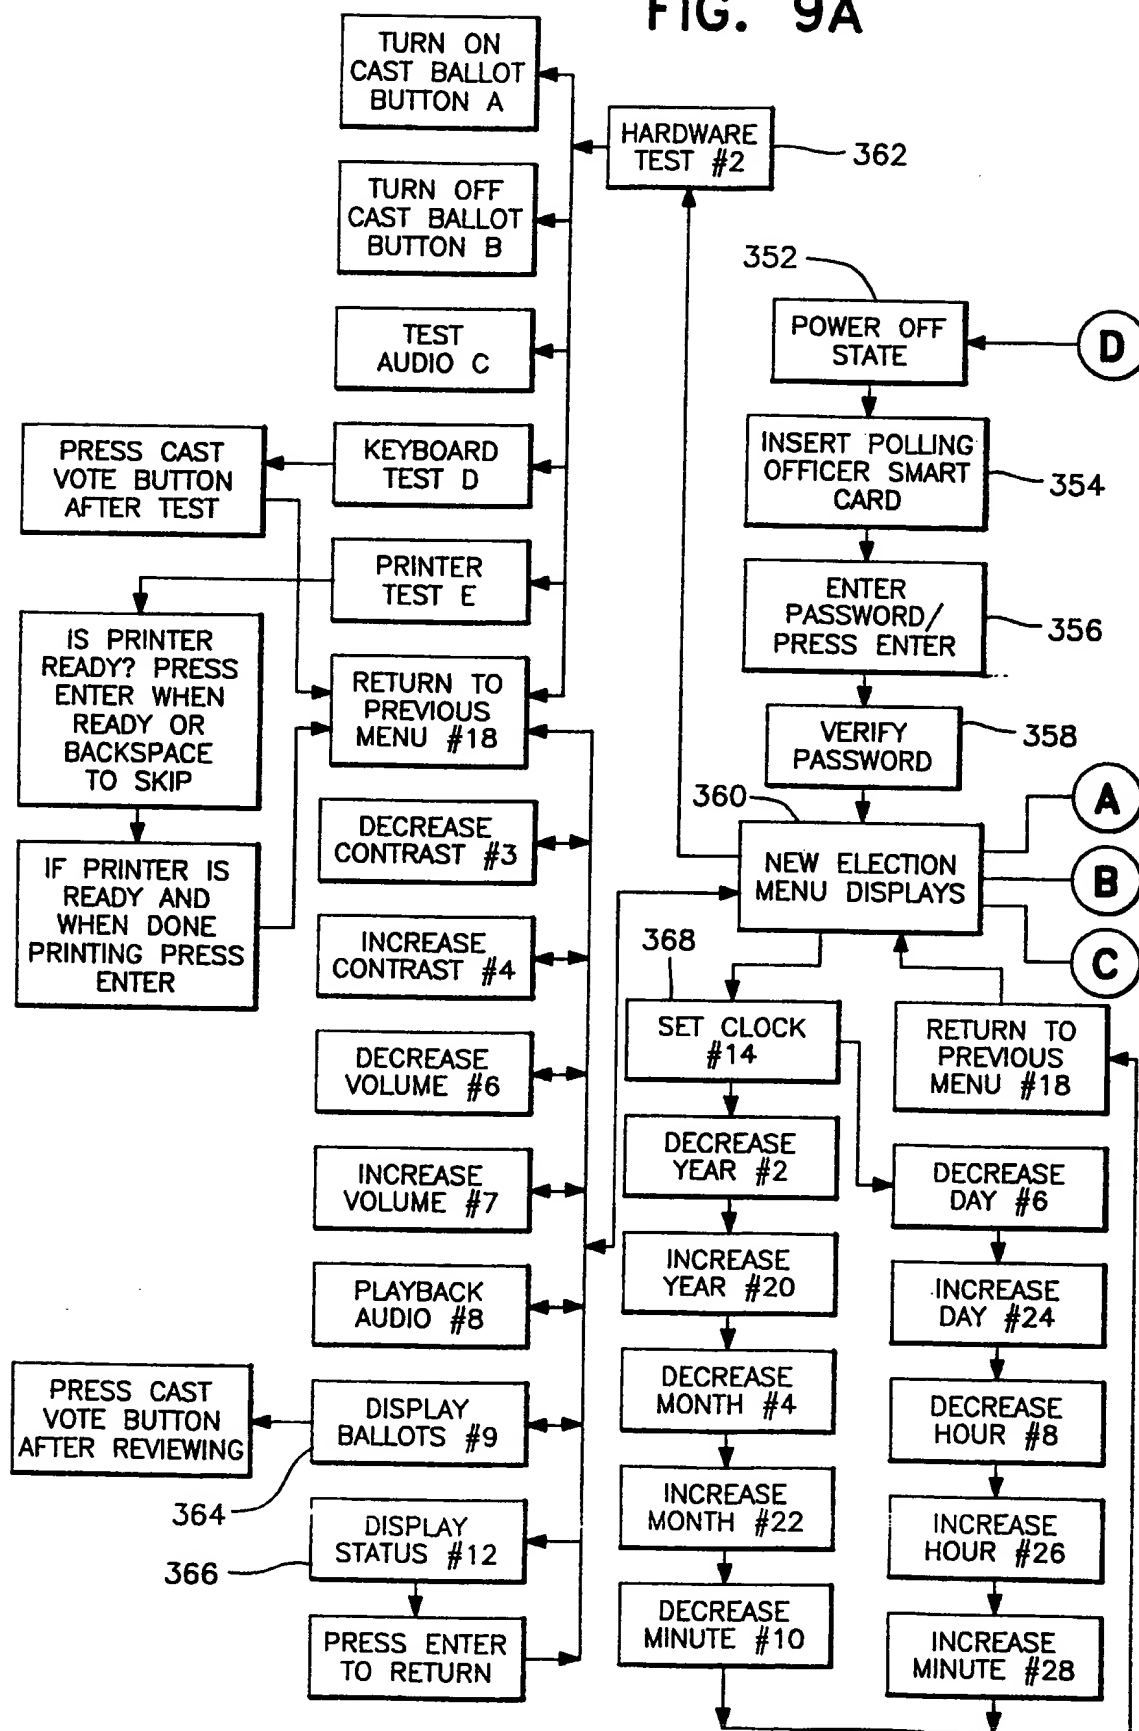 FIG. 9A
TURN ON
CAST BALLOT
BUTTON A
HARDWARE
TEST #2
362
TURN OFF
CAST BALLOT
BUTTON B
352
POWER OFF
STATE
D
TEST
AUDIO C
INSERT POLLING
OFFICER SMART
CARD
354
PRESS CAST
VOTE BUTTON
AFTER TEST
KEYBOARD
TEST D
PRINTER
TEST E
ENTER
PASSWORD/
PRESS ENTER
356
IS PRINTER
READY? PRESS
ENTER WHEN
READY OR
BACKSPACE
TO SKIP
RETURN TO
PREVIOUS
MENU #18
VERIFY
PASSWORD
358
360
A
DECREASE
CONTRAST #3
NEW ELECTION
MENU DISPLAYS
B
IF PRINTER IS
READY AND
WHEN DONE
PRINTING PRESS
ENTER
INCREASE
CONTRAST #4
368
C
SET CLOCK
#14
RETURN TO
PREVIOUS
MENU #18
DECREASE
VOLUME #6
DECREASE
YEAR #2
DECREASE
DAY #6
INCREASE
VOLUME #7
INCREASE
YEAR #20
INCREASE
DAY #24
PLAYBACK
AUDIO #8
DECREASE
MONTH #4
DECREASE
HOUR #8
PRESS CAST
VOTE BUTTON
AFTER REVIEWING
DISPLAY
BALLOTS #9
364
INCREASE
MONTH #22
INCREASE
HOUR #26
DISPLAY
STATUS #12
366
DECREASE
MINUTE #10
INCREASE
MINUTE #28
PRESS ENTER
TO RETURN